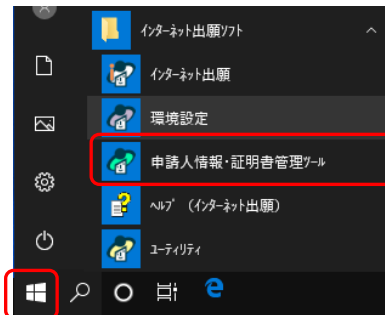 ｲﾝﾀｰﾈｯﾄ出願ｿﾌﾄ
ｲﾝﾀｰﾈｯﾄ出願
環境設定
申請人情報・証明書管理ﾂｰﾙ
ﾍﾙﾌﾟ (ｲﾝﾀｰﾈｯﾄ出願)
ﾕｰﾃｨﾘﾃｨ